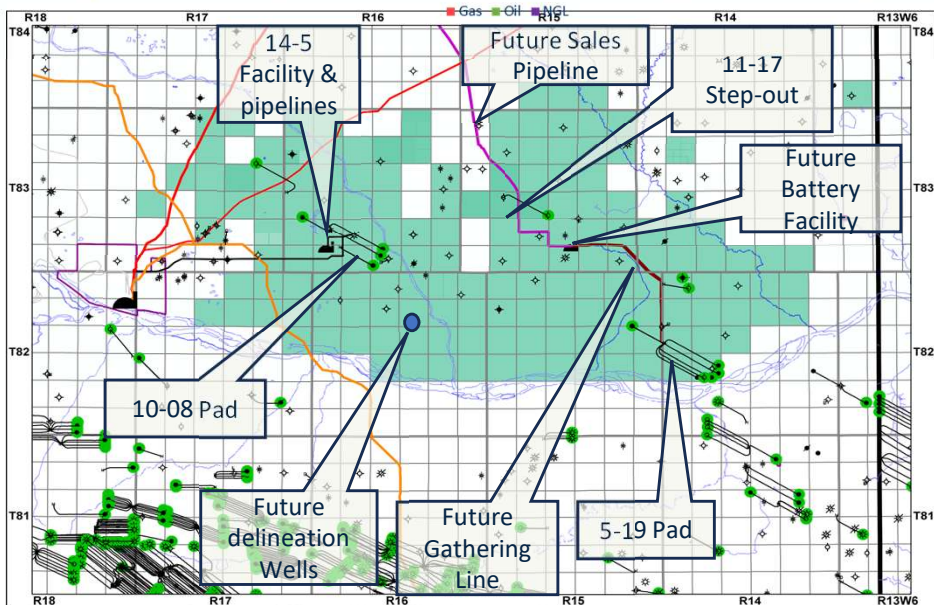 Gas Oil NGL
R18 R17 R16 R15 R14 R13W6
T84 T84
14-5
Facility &
pipelines
Future Sales
Pipeline
11-17
Step-out
Future
Battery
Facility
T83 T83
T82 T82
10-08 Pad
Future
delineation
Wells
Future
Gathering
Line
5-19 Pad
T81 T81
R18 R17 R16 R15 R14 R13W6